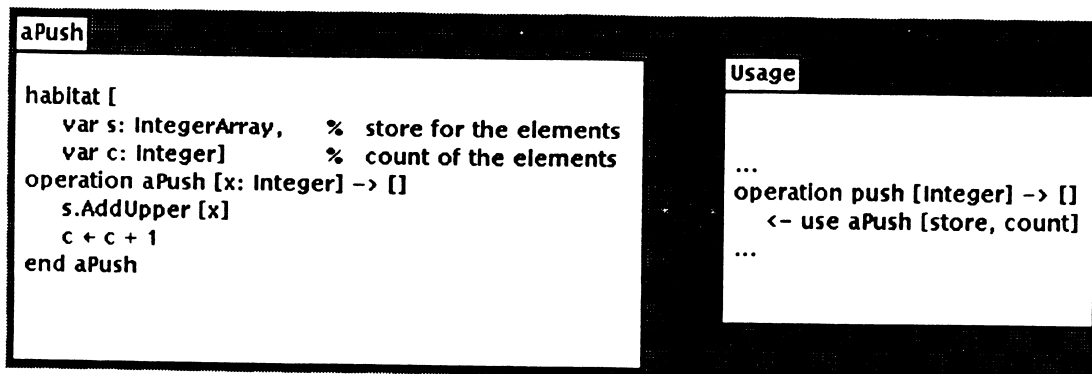 aPush
habitat [
var s: IntegerArray,    %  store for the elements
var c: Integer]    %  count of the elements
operation aPush [x: Integer] –> []
s.AddUpper [x]
c ← c + 1
end aPush
Usage
...
operation push [Integer] –> []
<– use aPush [store, count]
...